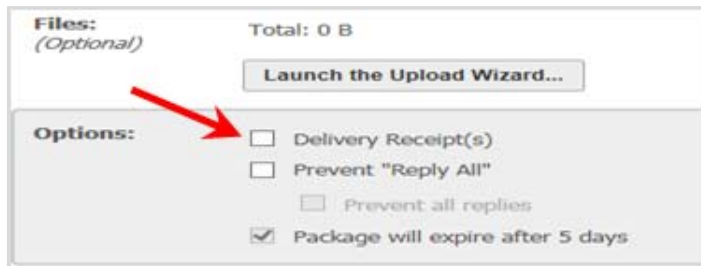 Files: Total: 0 B
(Optional)
Launch the Upload Wizard...
Options: Delivery Receipt(s)
Prevent "Reply All"
Prevent all replies
Package will expire after 5 days